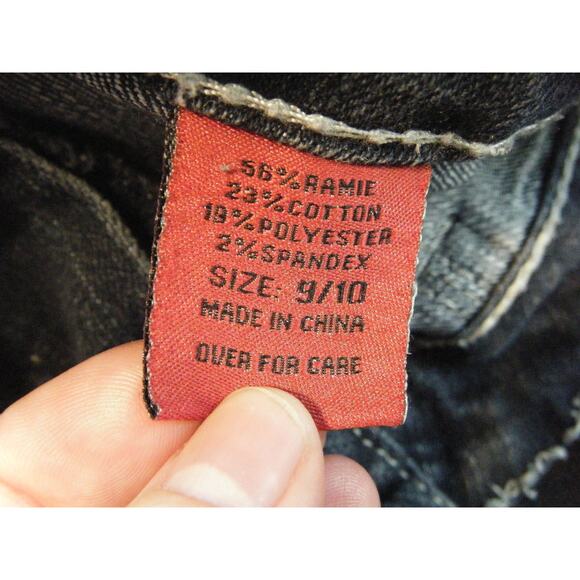 56% RAMIE
23% COTTON
19% POLYESTER
2% SPANDEX
SIZE: 9/10
MADE IN CHINA
OVER FOR CARE